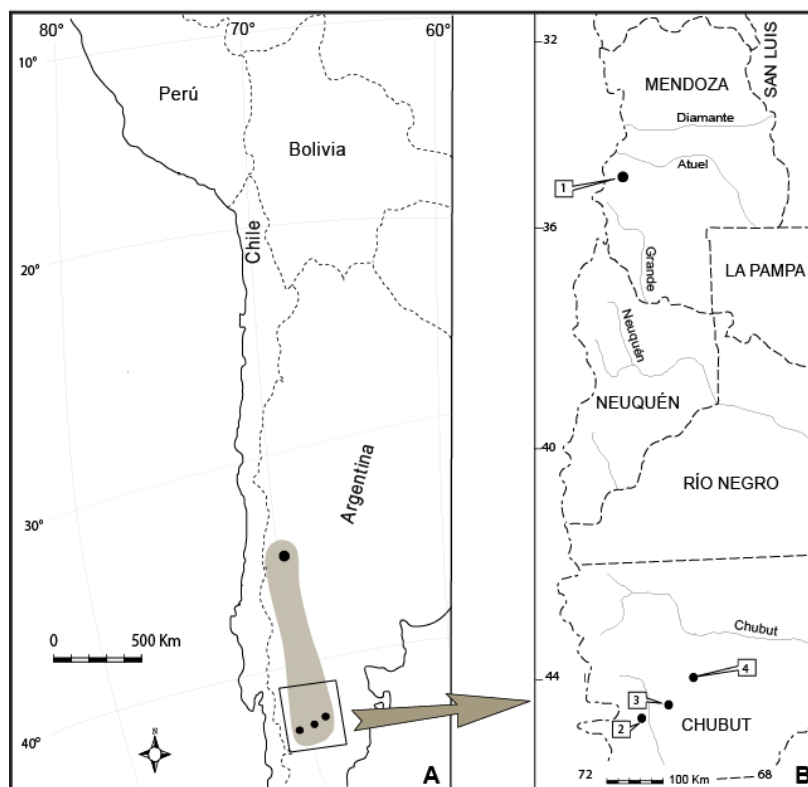 80°
70°
60°
10°
Perú
Bolivia
20°
Chile
Argentina
30°
0 500 Km
40°
N
A
32
SAN LUIS
MENDOZA
Diamante
Atuel
1
36
Grande
LA PAMPA
Neuquén
NEUQUÉN
40
RÍO NEGRO
Chubut
44
4
3
2
CHUBUT
72
100 Km
68
B